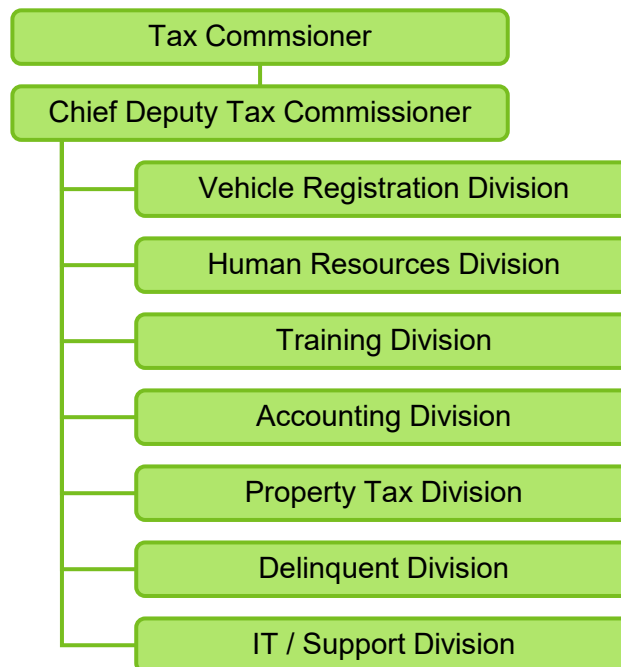 Tax Commsioner
Chief Deputy Tax Commissioner
Vehicle Registration Division
Human Resources Division
Training Division
Accounting Division
Property Tax Division
Delinquent Division
IT / Support Division